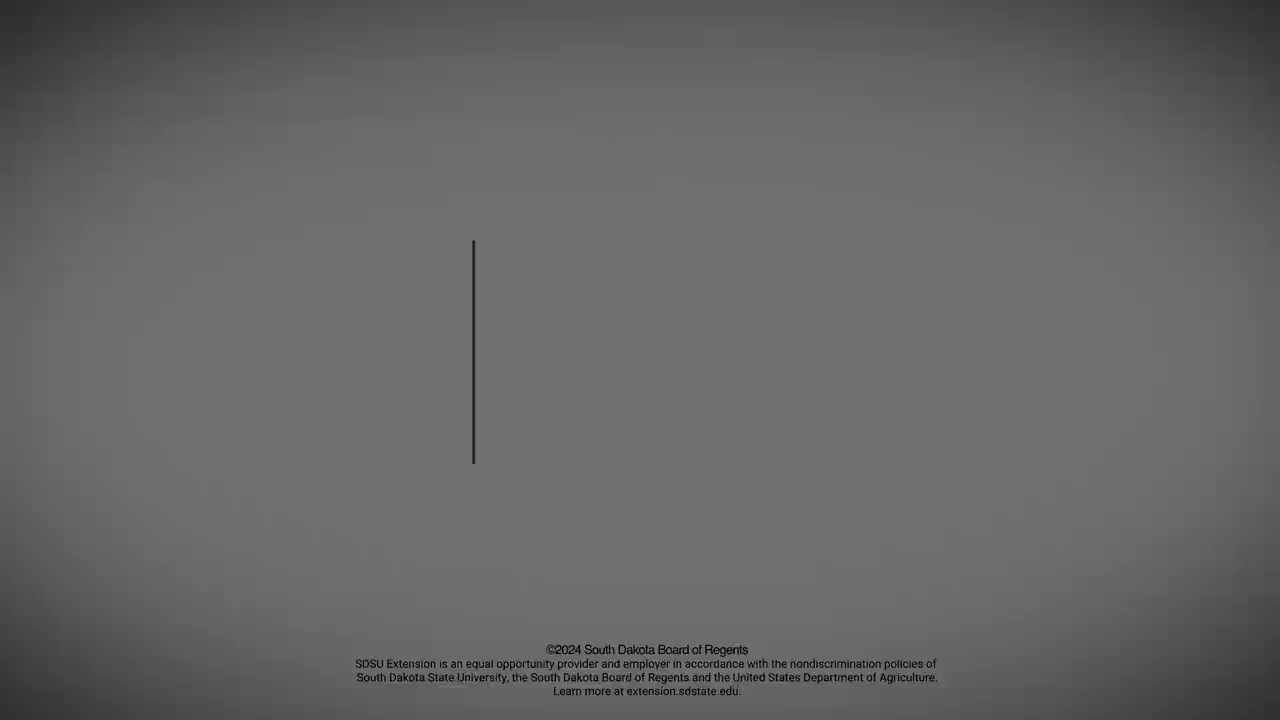 ©2024 South Dakota Board of Regents
SDSU Extension is an equal opportunity provider and employer in accordance with the nondiscrimination policies of
South Dakota State University, the South Dakota Board of Regents and the United States Department of Agriculture.
Learn more at extension.sdstate.edu.